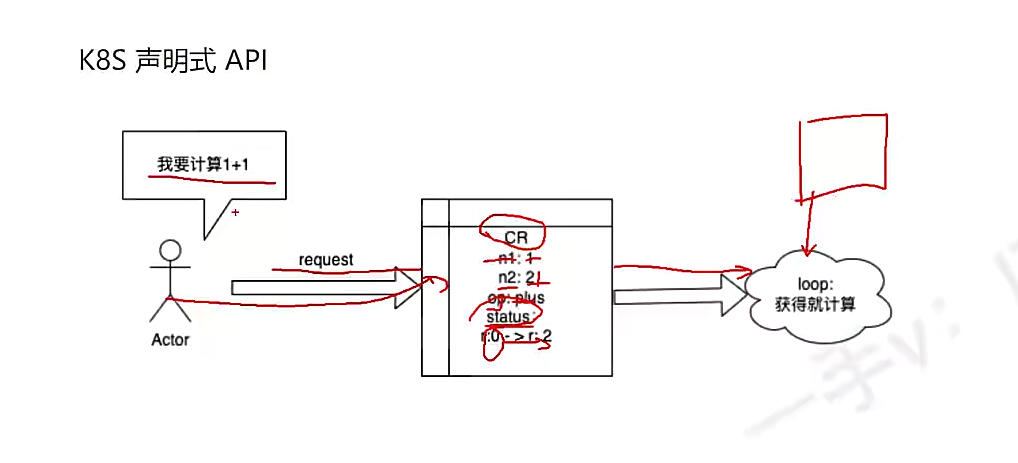 K8S 声明式 API
我要计算1+1
request
Actor
CR
n1: 1
n2: 21
op: plus
status:
r:0 - > r: 2
loop:
获得就计算
一手v: